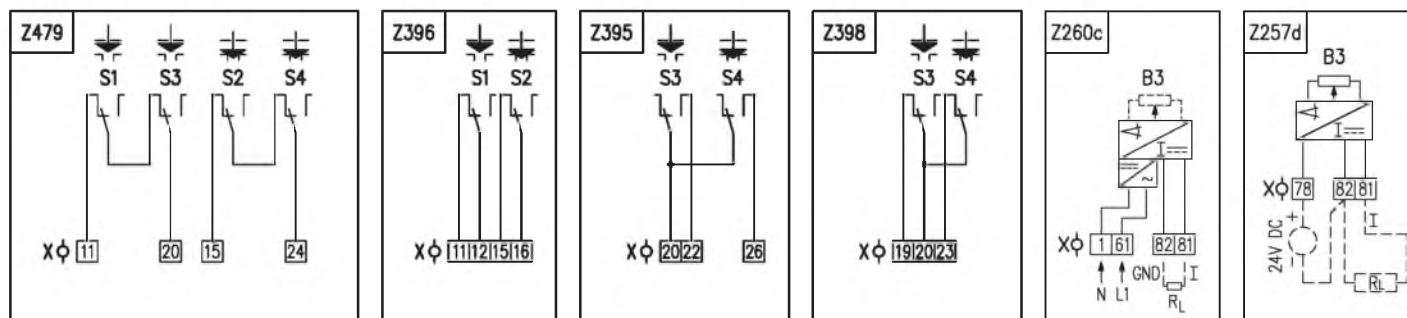 Z479
S1 S3 S2 S4
X 11 20 15 24
Z396
S1 S2
X 11 12 15 16
Z395
S3 S4
X 20 22 26
Z398
S3 S4
X 19 20 23
Z260c
B3
I
~
X 1 61 82 81
N L1 GND I
RL
Z257d
B3
I
X 78 82 81
+ I
24V DC
−
RL